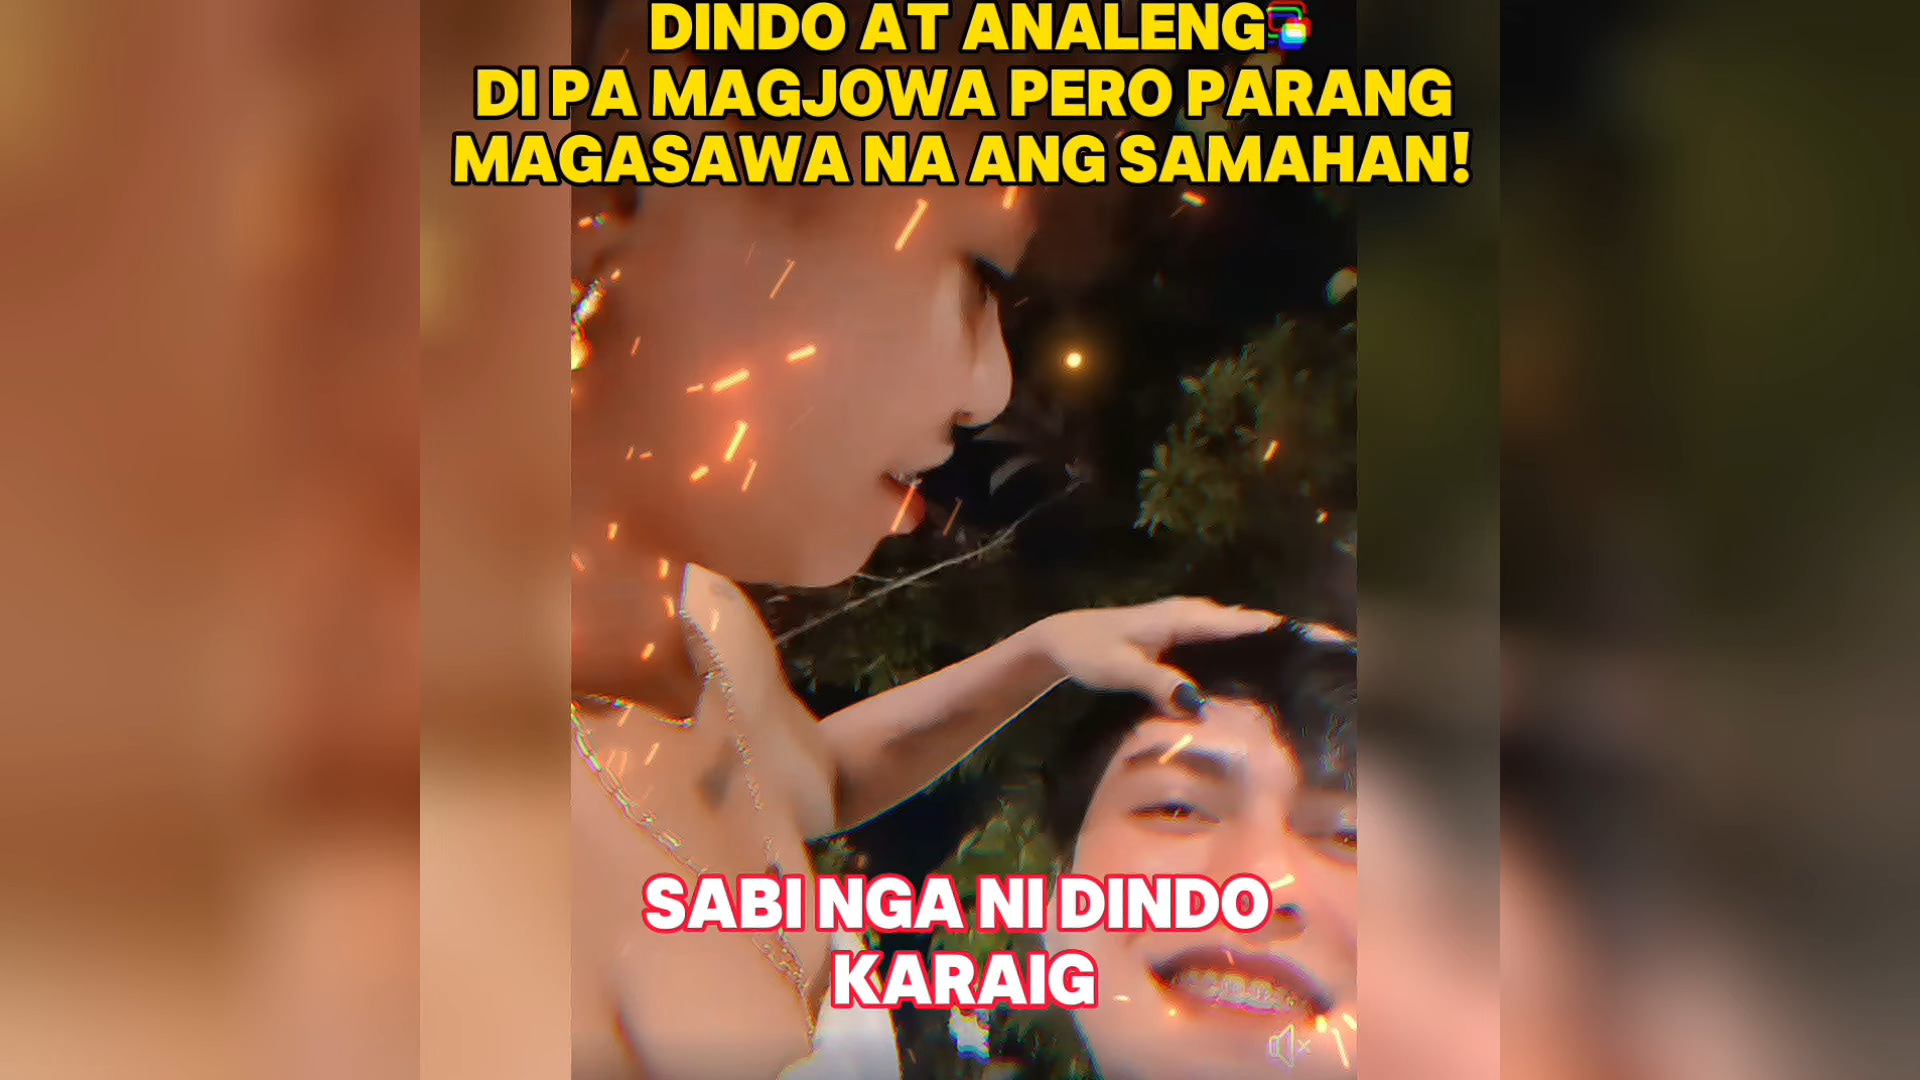 DINDO AT ANALENG
DI PA MAGJOWA PERO PARANG
MAGASAWA NA ANG SAMAHAN!
SABI NGA NI DINDO
KARAIG